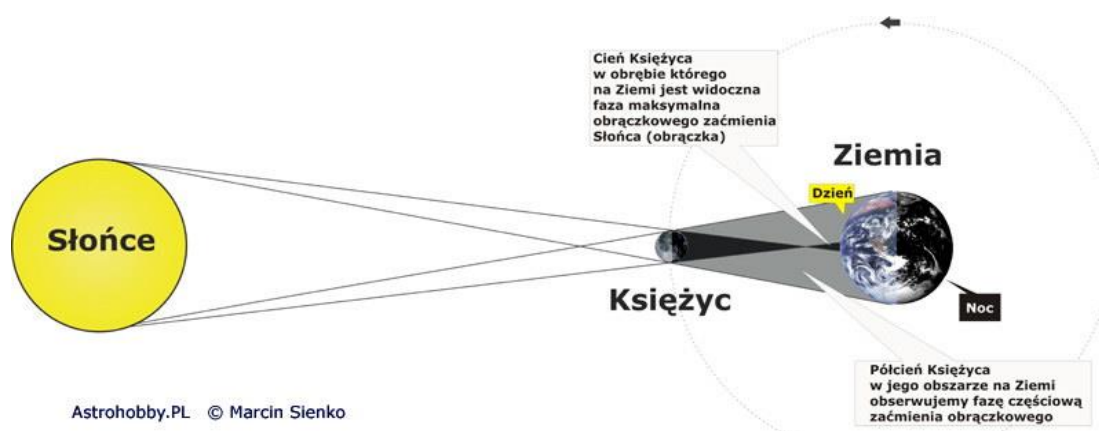 Cień Księżyca
w obrębie którego
na Ziemi jest widoczna
faza maksymalna
obrączkowego zaćmienia
Słońca (obrączka)
Ziemia
Dzień
Słońce
Księżyc
Noc
Półcień Księżyca
w jego obszarze na Ziemi
obserwujemy fazę częściową
zaćmienia obrączkowego
Astrohobby.PL © Marcin Sienko